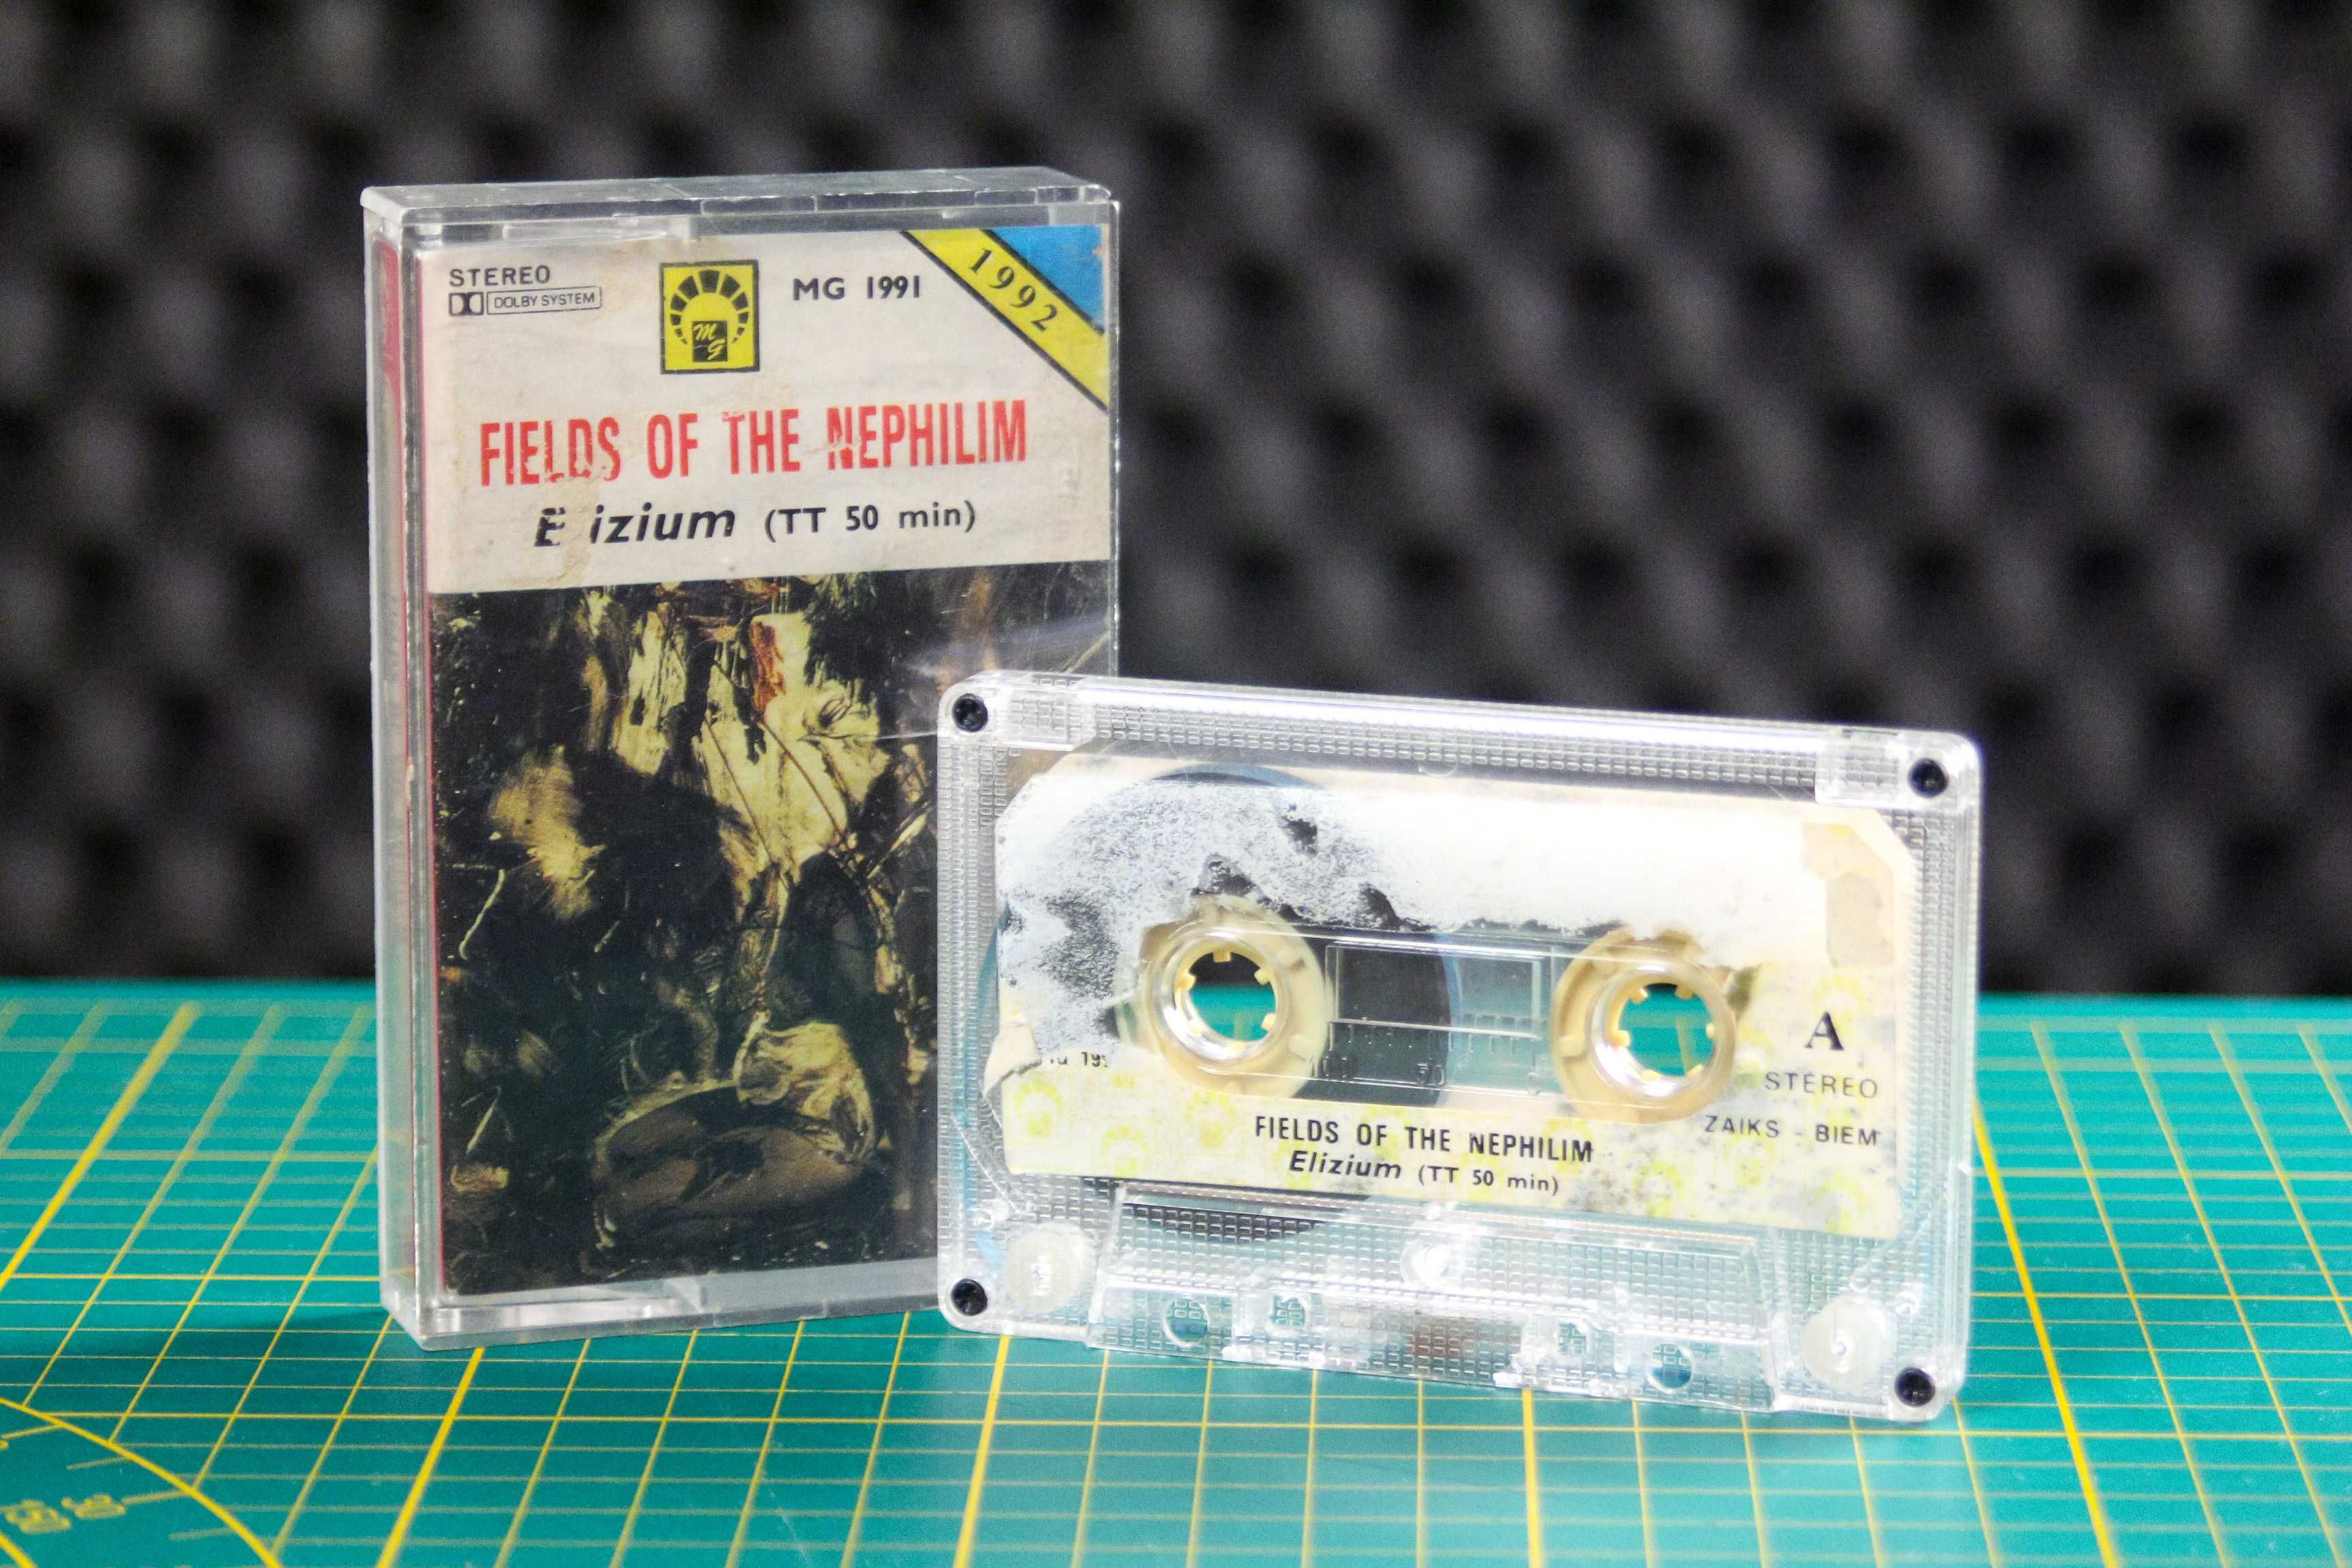 STEREO
DOLBY SYSTEM
MG
MG 1991
1992
FIELDS OF THE NEPHILIM
E izium (TT 50 min)
A
STEREO
ZAIKS - BIEM
FIELDS OF THE NEPHILIM
Elizium (TT 50 min)